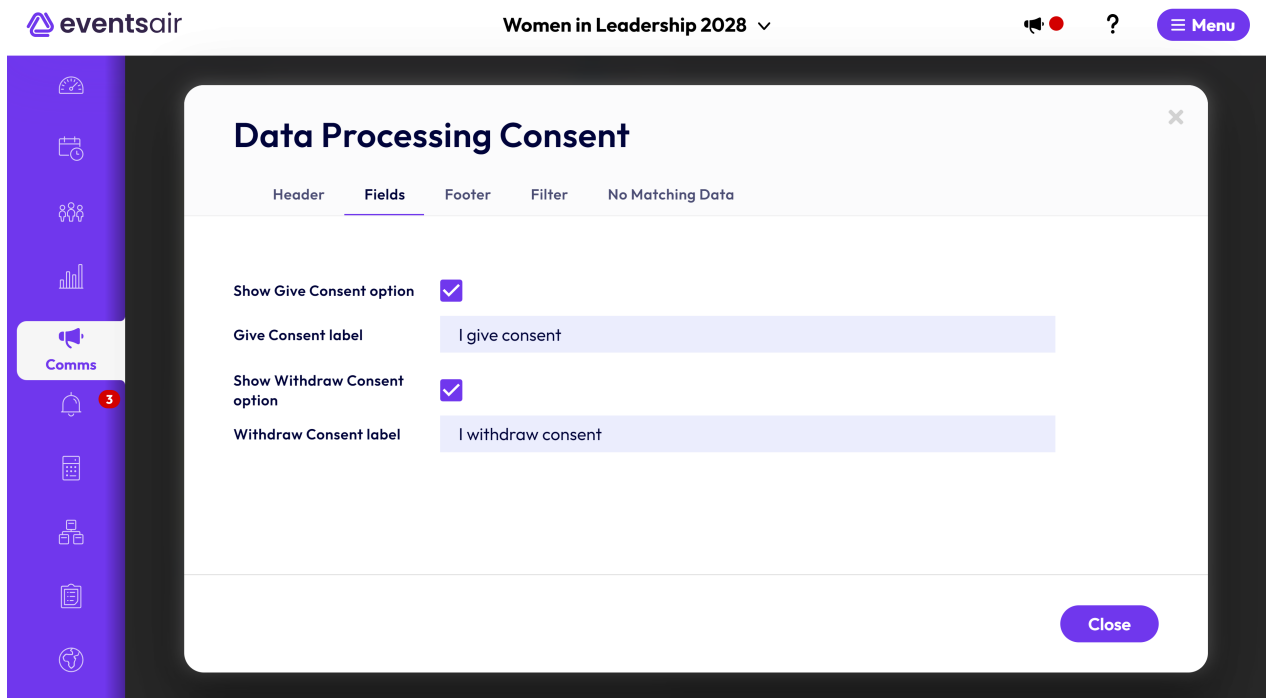 eventsair
Women in Leadership 2028
?
Menu
Data Processing Consent
Header Fields Footer Filter No Matching Data
Show Give Consent option
Give Consent label I give consent
Comms
Show Withdraw Consent
option
3
Withdraw Consent label I withdraw consent
Close